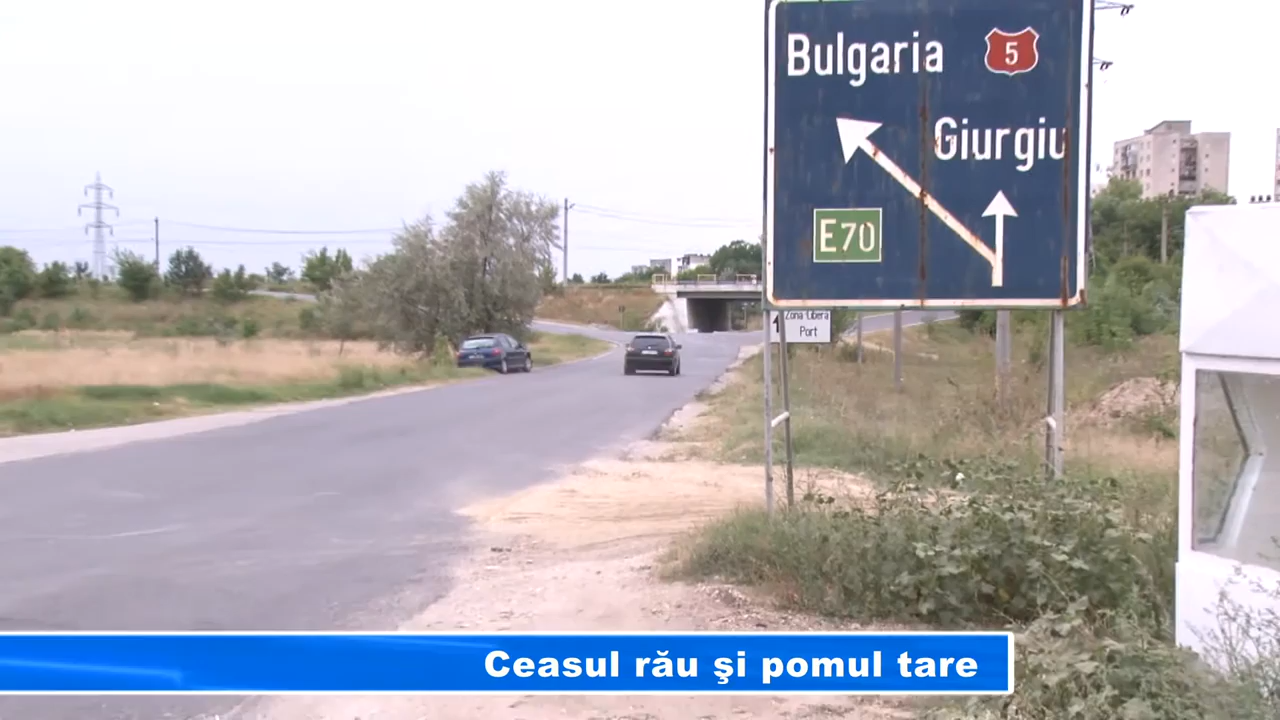 Bulgaria 5
Giurgiu
E70
Zona Libera
Port
Ceasul rău şi pomul tare